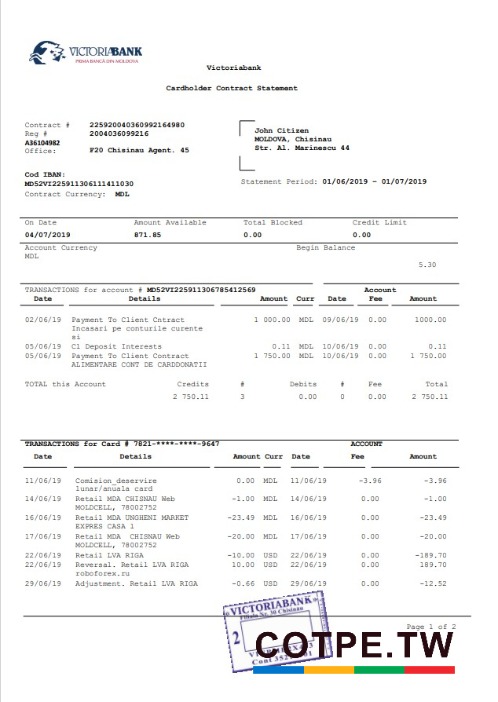 VICTORIABANK
PRIMA BANCĂ DIN MOLDOVA
Victoriabank
Cardholder Contract Statement
Contract # 225920040360992164980
Reg # 2004036099216
A36104982
Office: F20 Chisinau Agent. 45
John Citizen
MOLDOVA, Chisinau
Str. Al. Marinescu 44
Cod IBAN:
MD52VI225911306111411030
Contract Currency: MDL
Statement Period: 01/06/2019 - 01/07/2019
On Date Amount Available Total Blocked Credit Limit
04/07/2019 871.85 0.00 0.00
Account Currency Begin Balance
MDL
5.30
TRANSACTIONS for account # MD52VI225911306785412569 Account
Date Details Amount Curr Date Fee Amount
02/06/19 Payment To Client Cntract 1 000.00 MDL 09/06/19 0.00 1000.00
Incasari pe conturile curente
si
05/06/19 C1 Deposit Interests 0.11 MDL 10/06/19 0.00 0.11
05/06/19 Payment To Client Contract 1 750.00 MDL 10/06/19 0.00 1 750.00
ALIMENTARE CONT DE CARDDONATII
TOTAL this Account Credits # Debits # Fee Total
2 750.11 3 0.00 0 0.00 2 750.11
TRANSACTIONS for Card # 7821-****-****-9647 ACCOUNT
Date Details Amount Curr Date Fee Amount
11/06/19 Comision_deservire 0.00 MDL 11/06/19 -3.96 -3.96
lunar/anuala card
14/06/19 Retail MDA CHISNAU Web -1.00 MDL 14/06/19 0.00 -1.00
MOLDCELL, 78002752
16/06/19 Retail MDA UNGHENI MARKET -23.49 MDL 16/06/19 0.00 -23.49
EXPRES CASA 1
17/06/19 Retail MDA CHISNAU Web -20.00 MDL 17/06/19 0.00 -20.00
MOLDCELL, 78002752
22/06/19 Retail LVA RIGA -10.00 USD 22/06/19 0.00 -189.70
22/06/19 Reversal. Retail LVA RIGA 10.00 USD 22/06/19 0.00 189.70
roboforex.ru
29/06/19 Adjustment. Retail LVA RIGA -0.66 USD 29/06/19 0.00 -12.52
VICTORIABANK
Filiala Nr. 30 Chisinau
2
Page 1 of 2
COTPE.TW